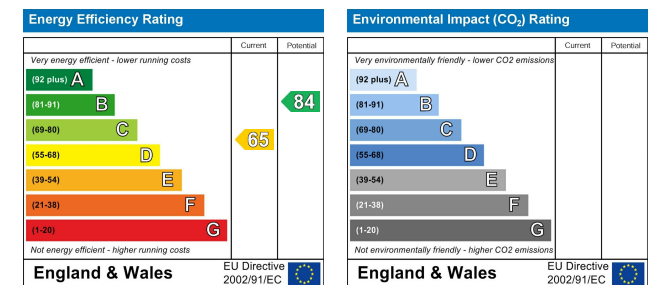 Energy Efficiency Rating
Current Potential
Very energy efficient - lower running costs
(92 plus) A
(81-91) B
(69-80) C
(55-68) D
(39-54) E
(21-38) F
(1-20) G
65
84
Not energy efficient - higher running costs
England & Wales
EU Directive
2002/91/EC
Environmental Impact (CO2) Rating
Current Potential
Very environmentally friendly - lower CO2 emissions
(92 plus) A
(81-91) B
(69-80) C
(55-68) D
(39-54) E
(21-38) F
(1-20) G
Not environmentally friendly - higher CO2 emissions
England & Wales
EU Directive
2002/91/EC